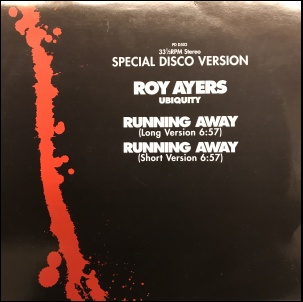 PD D502
33⅓RPM Stereo
SPECIAL DISCO VERSION
ROY AYERS
UBIQUITY
RUNNING AWAY
(Long Version 6:57)
RUNNING AWAY
(Short Version 6:57)